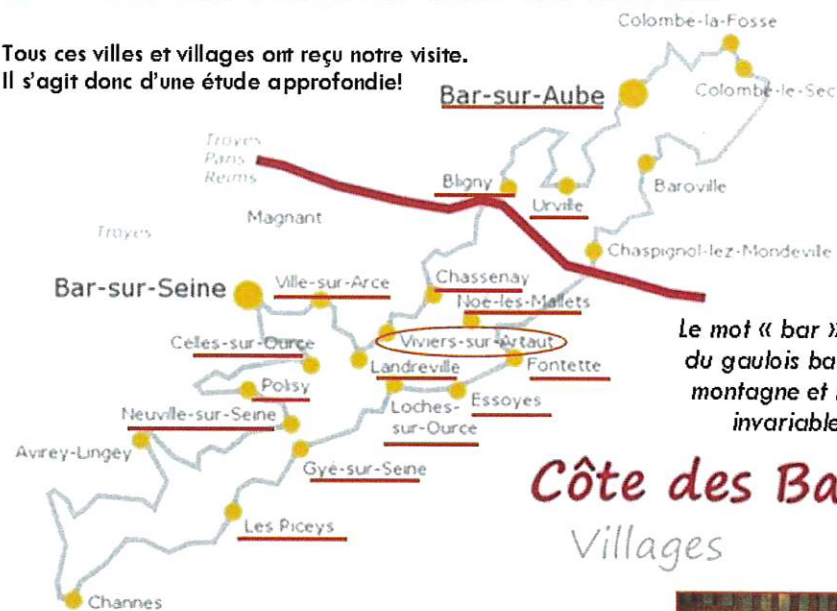 Tous ces villes et villages ont reçu notre visite.
Il s'agit donc d'une étude approfondie!
Colombe-la-Fosse
Bar-sur-Aube
Colombe-le-Sec
Troyes
Paris
Reims
Bligny
Urville
Baroville
Magnant
Troyes
Chaspignol-lez-Mondeville
Bar-sur-Seine
Ville-sur-Arce
Chassenay
Noe-les-Mallets
Viviers-sur-Artaut
Celles-sur-Ource
Landreville
Fontette
Polisy
Essoyes
Loches-
sur-Ource
Neuville-sur-Seine
Avirey-Lingey
Gyé-sur-Seine
Les Riceys
Channes
Le mot « bar »
du gaulois ba
montagne et
invariable
Côte des Ba
Villages